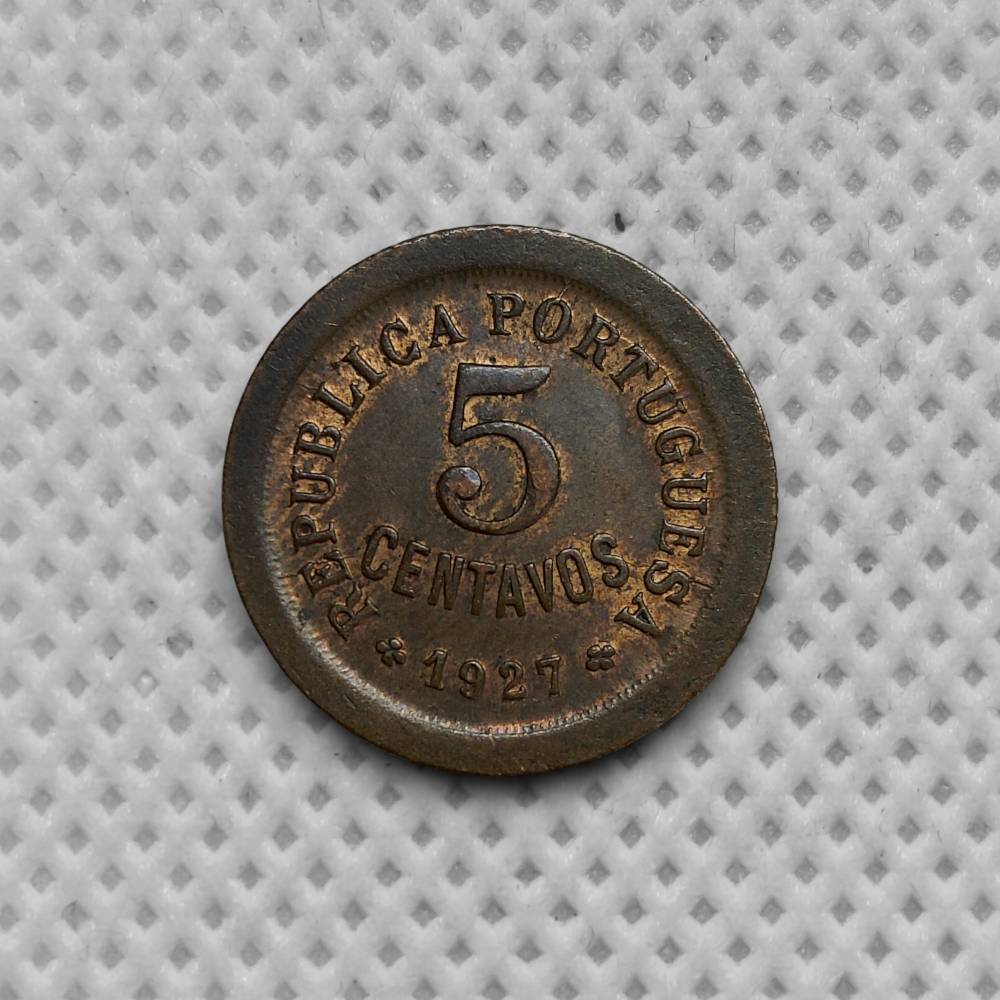 REPUBLICA PORTUGUESA
5
CENTAVOS
1927